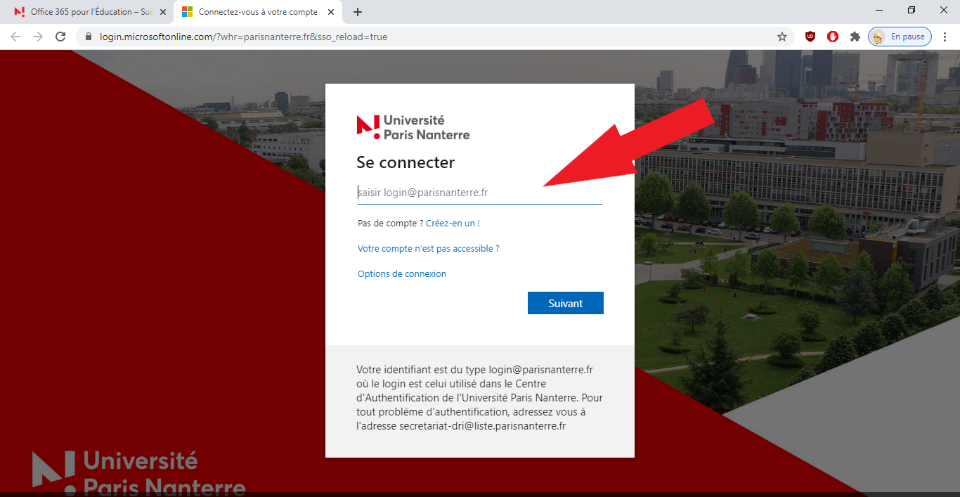 Office 365 pour l'Éducation – Sui
Connectez-vous à votre compte
login.microsoftonline.com/?whr=parisnanterre.fr&sso_reload=true
En pause
Université
Paris Nanterre
Se connecter
saisir login@parisnanterre.fr
Pas de compte ? Créez-en un !
Votre compte n'est pas accessible ?
Options de connexion
Suivant
Votre identifiant est du type login@parisnanterre.fr
où le login est celui utilisé dans le Centre
d'Authentification de l'Université Paris Nanterre. Pour
tout problème d'authentification, adressez vous à
l'adresse secretariat-dri@liste.parisnanterre.fr
Université
Paris Nanterre